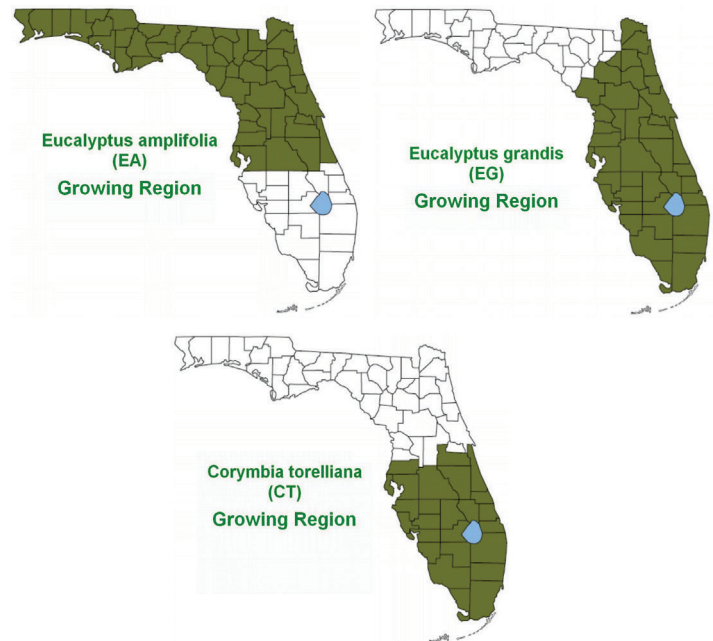 Eucalyptus amplifolia
(EA)
Growing Region
Eucalyptus grandis
(EG)
Growing Region
Corymbia torelliana
(CT)
Growing Region